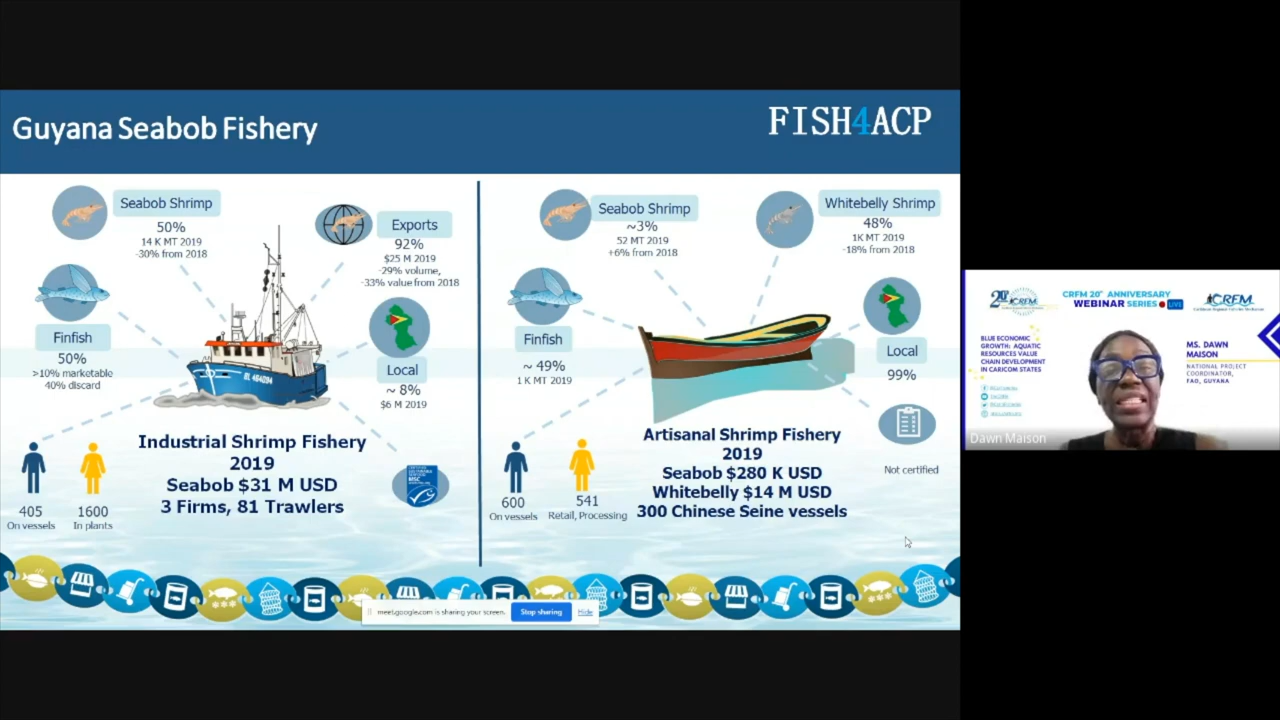 Guyana Seabob Fishery
FISH4ACP
Seabob Shrimp
50%
14 K MT 2019
-30% from 2018
Exports
92%
$25 M 2019
-29% volume,
-33% value from 2018
Finfish
50%
>10% marketable
40% discard
Local
~ 8%
$6 M 2019
Industrial Shrimp Fishery
2019
Seabob $31 M USD
3 Firms, 81 Trawlers
405
On vessels
1600
In plants
MSC
Seabob Shrimp
~3%
52 MT 2019
+6% from 2018
Whitebelly Shrimp
48%
1K MT 2019
-18% from 2018
Finfish
~ 49%
1 K MT 2019
Local
99%
Not certified
Artisanal Shrimp Fishery
2019
Seabob $280 K USD
Whitebelly $14 M USD
300 Chinese Seine vessels
600
On vessels
541
Retail, Processing
meet.google.com is sharing your screen.
Stop sharing
Hide
CRFM
CRFM 20th ANNIVERSARY
WEBINAR SERIES LIVE
CRFM
BLUE ECONOMIC
GROWTH: AQUATIC
RESOURCES VALUE
CHAIN DEVELOPMENT
IN CARICOM STATES
MS. DAWN
MAISON
NATIONAL PROJECT
COORDINATOR,
FAO, GUYANA
Dawn Maison